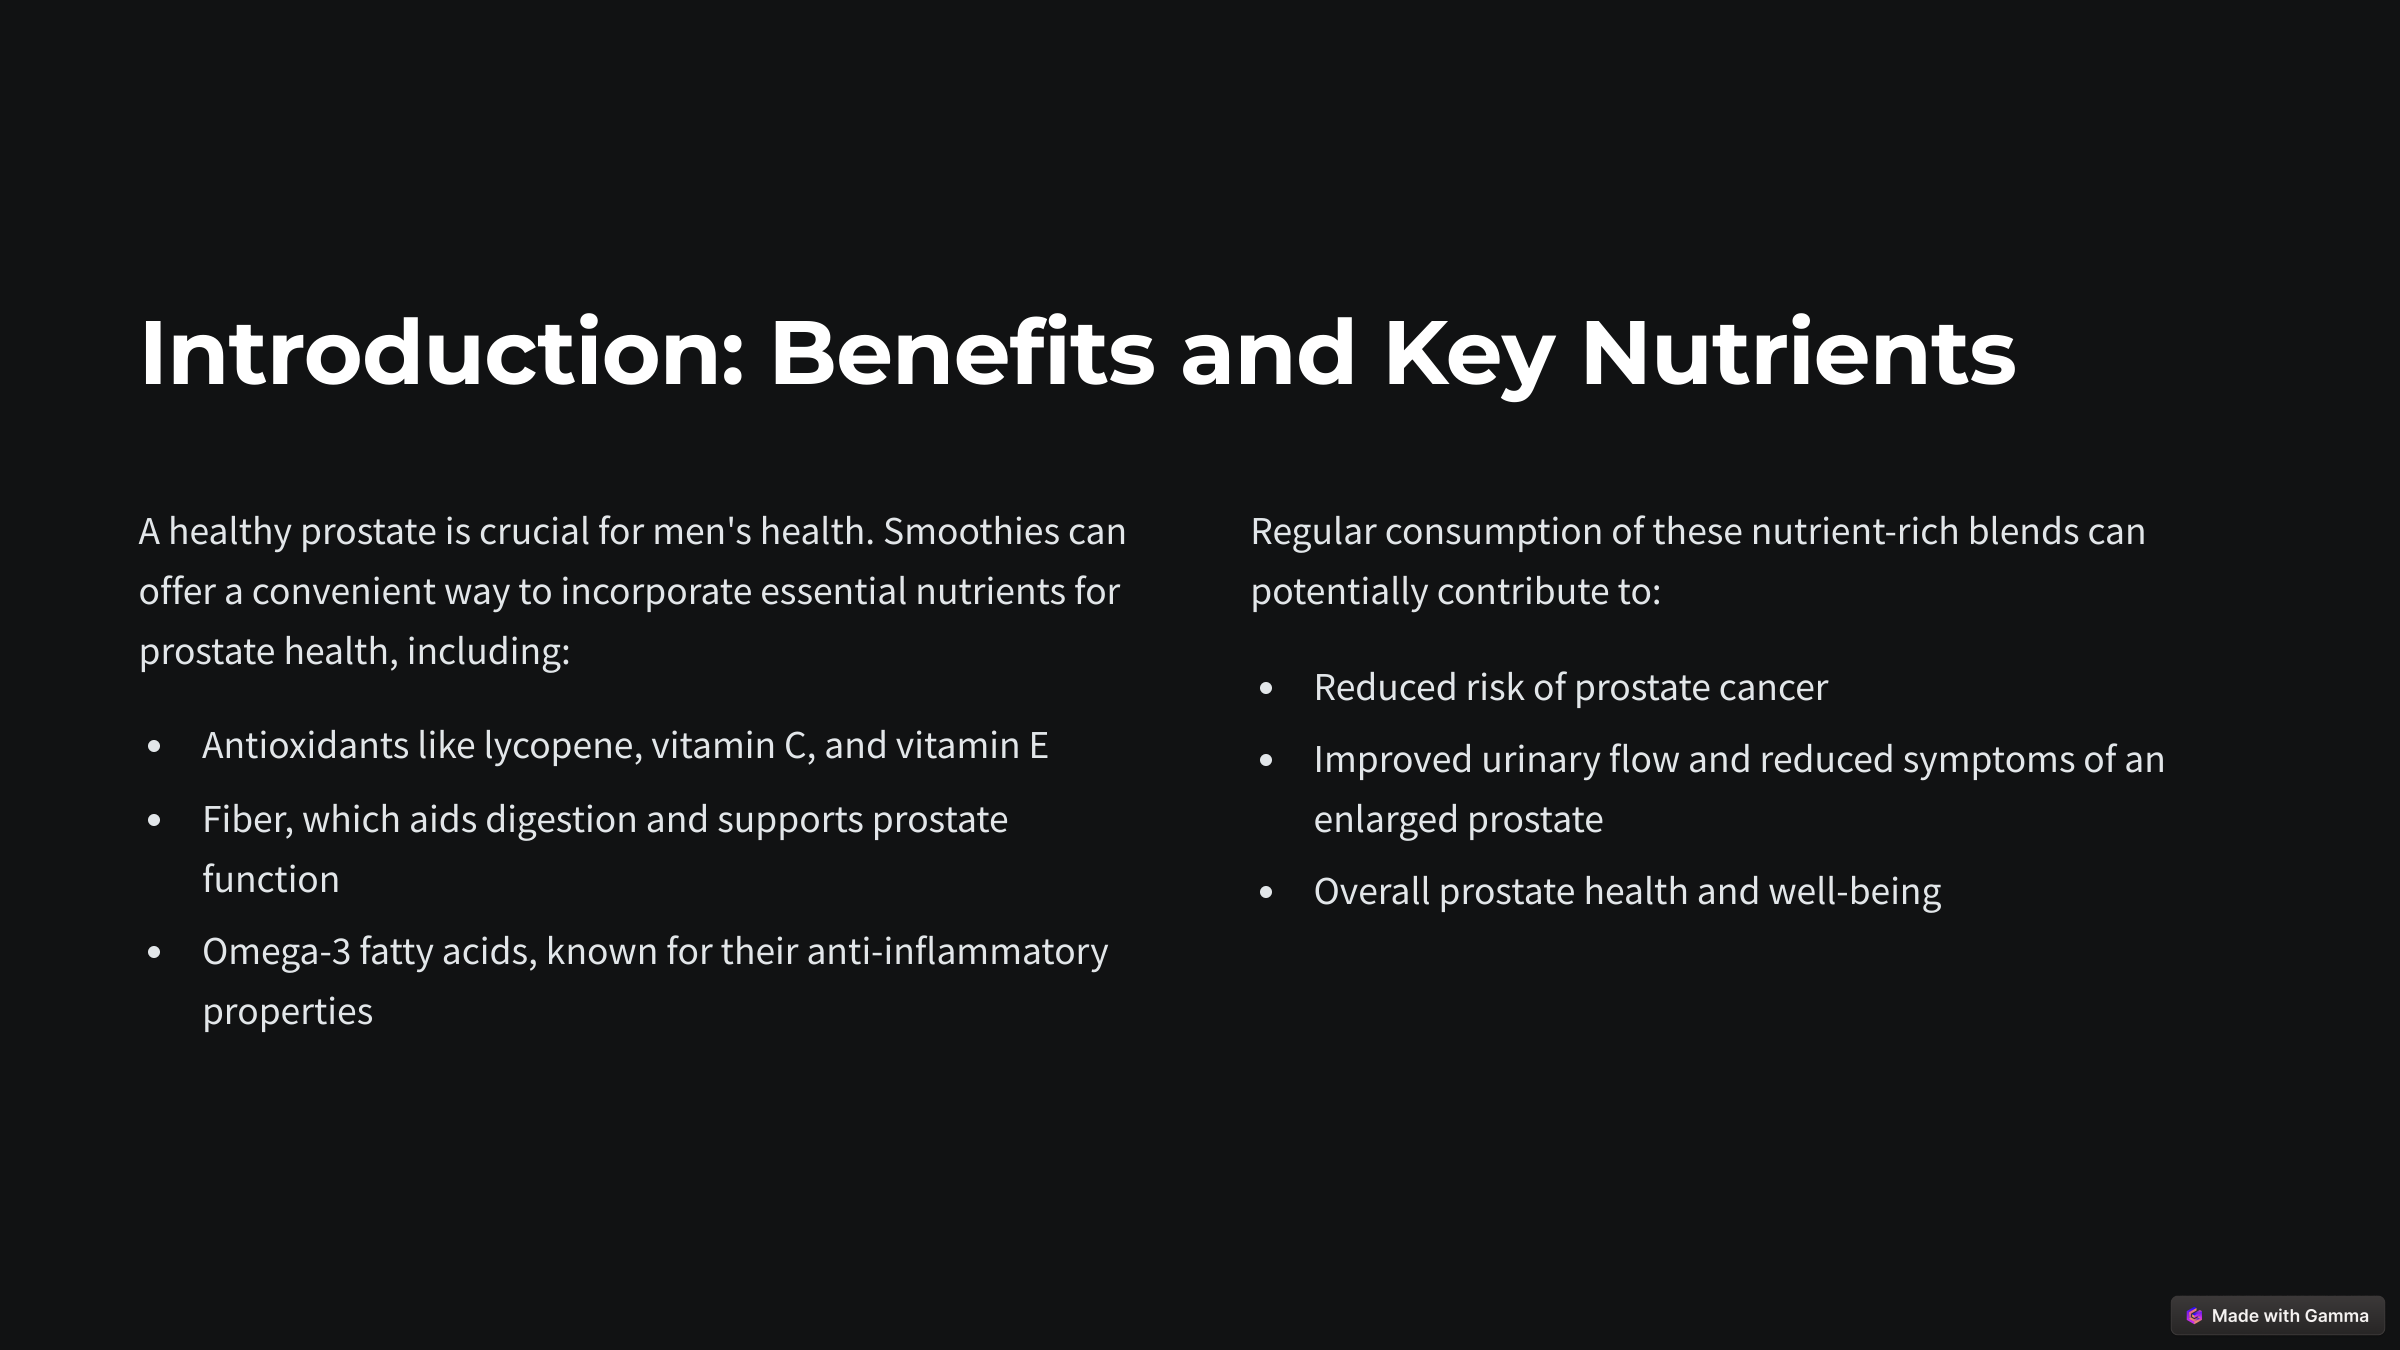 Introduction: Benefits and Key Nutrients
A healthy prostate is crucial for men's health. Smoothies can
offer a convenient way to incorporate essential nutrients for
prostate health, including:
• Antioxidants like lycopene, vitamin C, and vitamin E
• Fiber, which aids digestion and supports prostate
function
• Omega-3 fatty acids, known for their anti-inflammatory
properties
Regular consumption of these nutrient-rich blends can
potentially contribute to:
• Reduced risk of prostate cancer
• Improved urinary flow and reduced symptoms of an
enlarged prostate
• Overall prostate health and well-being
Made with Gamma